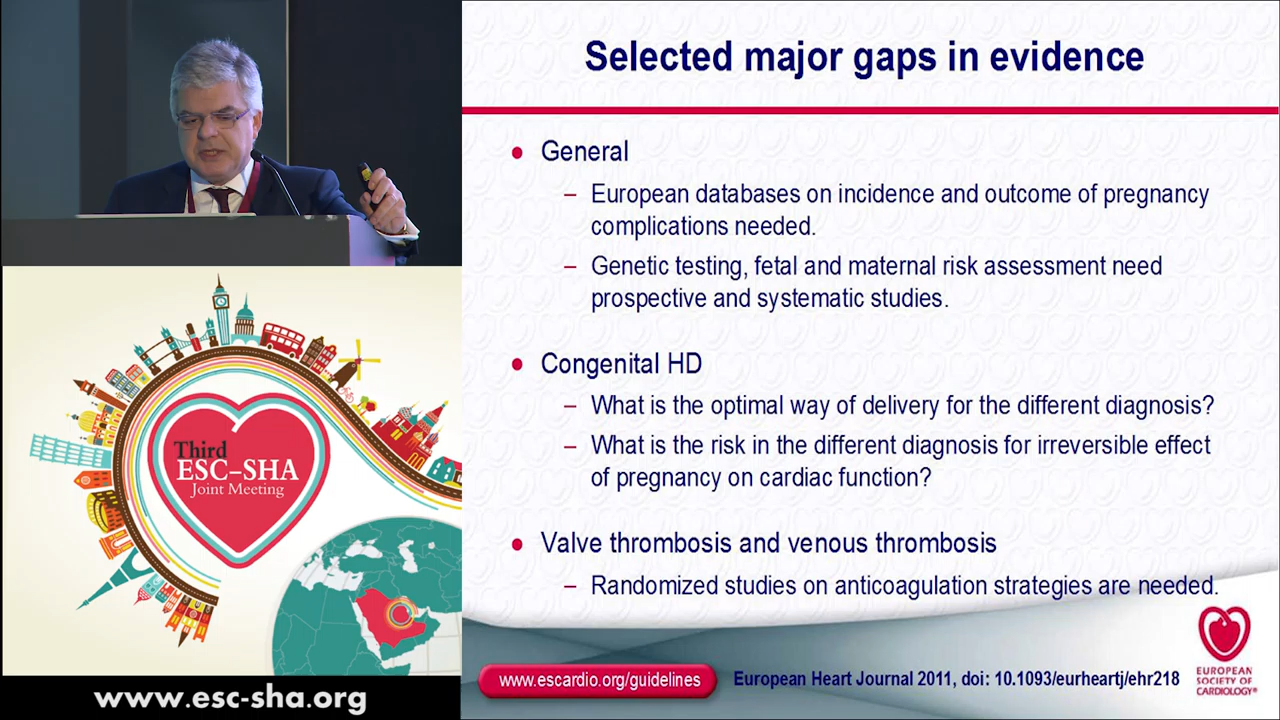 Selected major gaps in evidence
• General
– European databases on incidence and outcome of pregnancy
complications needed.
– Genetic testing, fetal and maternal risk assessment need
prospective and systematic studies.
• Congenital HD
– What is the optimal way of delivery for the different diagnosis?
– What is the risk in the different diagnosis for irreversible effect
of pregnancy on cardiac function?
• Valve thrombosis and venous thrombosis
– Randomized studies on anticoagulation strategies are needed.
www.escardio.org/guidelines
European Heart Journal 2011, doi: 10.1093/eurheartj/ehr218
EUROPEAN
SOCIETY OF
CARDIOLOGY®
Third
ESC-SHA
Joint Meeting
www.esc-sha.org